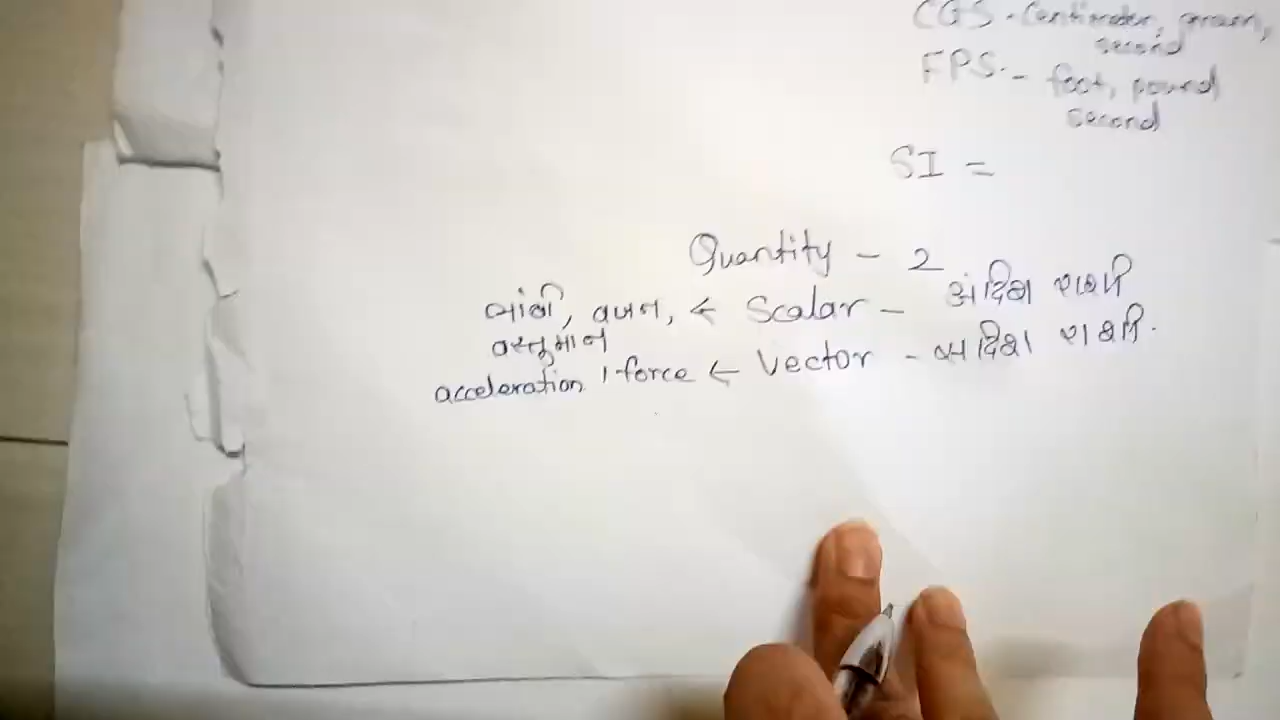 CGS - Centimeter, gram,
second
FPS. - foot, pound
second
SI =
Quantity - 2
લાંબી, વજન, ← Scalar - અદિશ રાશી
વસ્તુમાન
acceleration, force ← Vector - સદિશ રાશી.